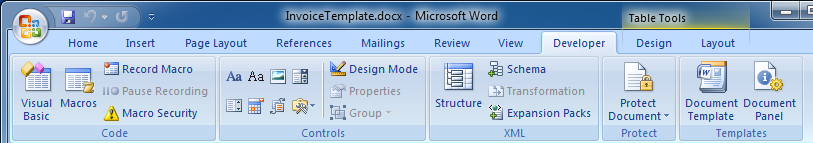 InvoiceTemplate.docx - Microsoft Word
Table Tools
Home Insert Page Layout References Mailings Review View Developer Design Layout
Visual Basic
Macros
Record Macro
Pause Recording
Macro Security
Code
Aa Aa
Design Mode
Properties
Group
Controls
Structure
Schema
Transformation
Expansion Packs
XML
Protect
Document
Protect
Document
Template
Document
Panel
Templates